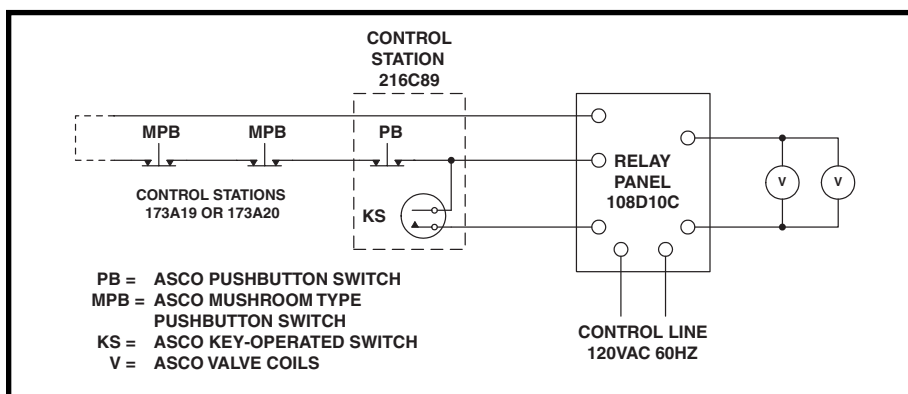 CONTROL
STATION
216C89
MPB
MPB
PB
CONTROL STATIONS
173A19 OR 173A20
KS
RELAY
PANEL
108D10C
V
V
PB = ASCO PUSHBUTTON SWITCH
MPB = ASCO MUSHROOM TYPE
PUSHBUTTON SWITCH
KS = ASCO KEY-OPERATED SWITCH
V = ASCO VALVE COILS
CONTROL LINE
120VAC 60HZ